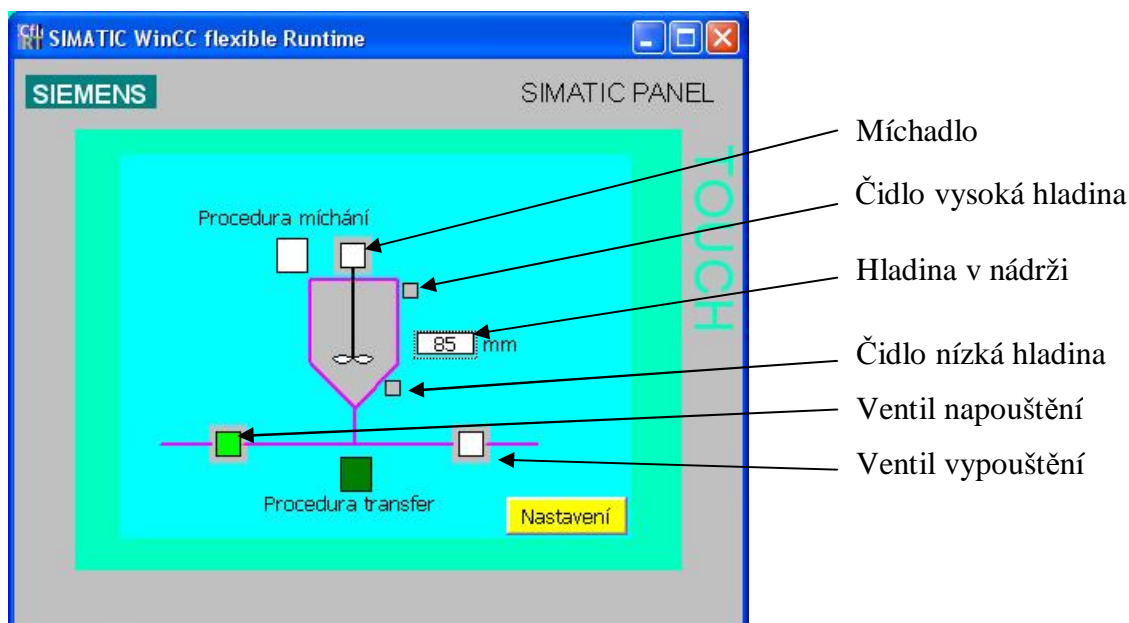 SIMATIC WinCC flexible Runtime
SIEMENS
SIMATIC PANEL
TOUCH
Procedura míchání
85 mm
Procedura transfer
Nastavení
Míchadlo
Čidlo vysoká hladina
Hladina v nádrži
Čidlo nízká hladina
Ventil napouštění
Ventil vypouštění